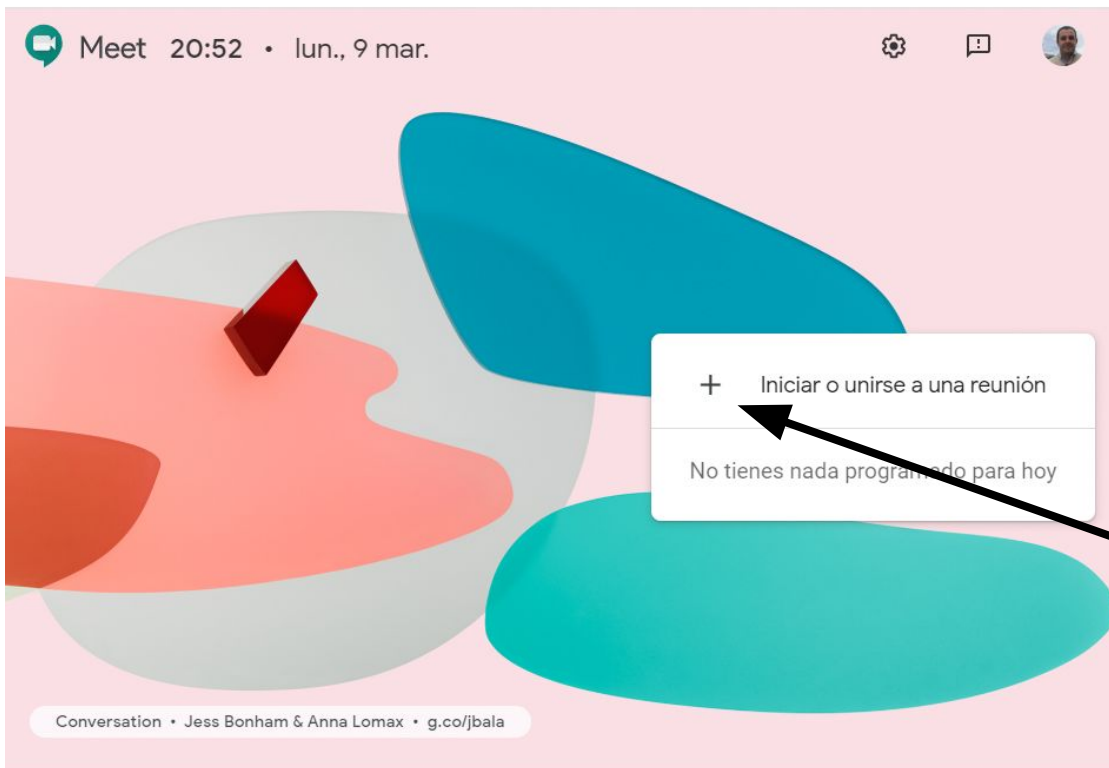 Meet 20:52 • lun., 9 mar.
Iniciar o unirse a una reunión
No tienes nada programado para hoy
Conversation • Jess Bonham & Anna Lomax • g.co/jbala